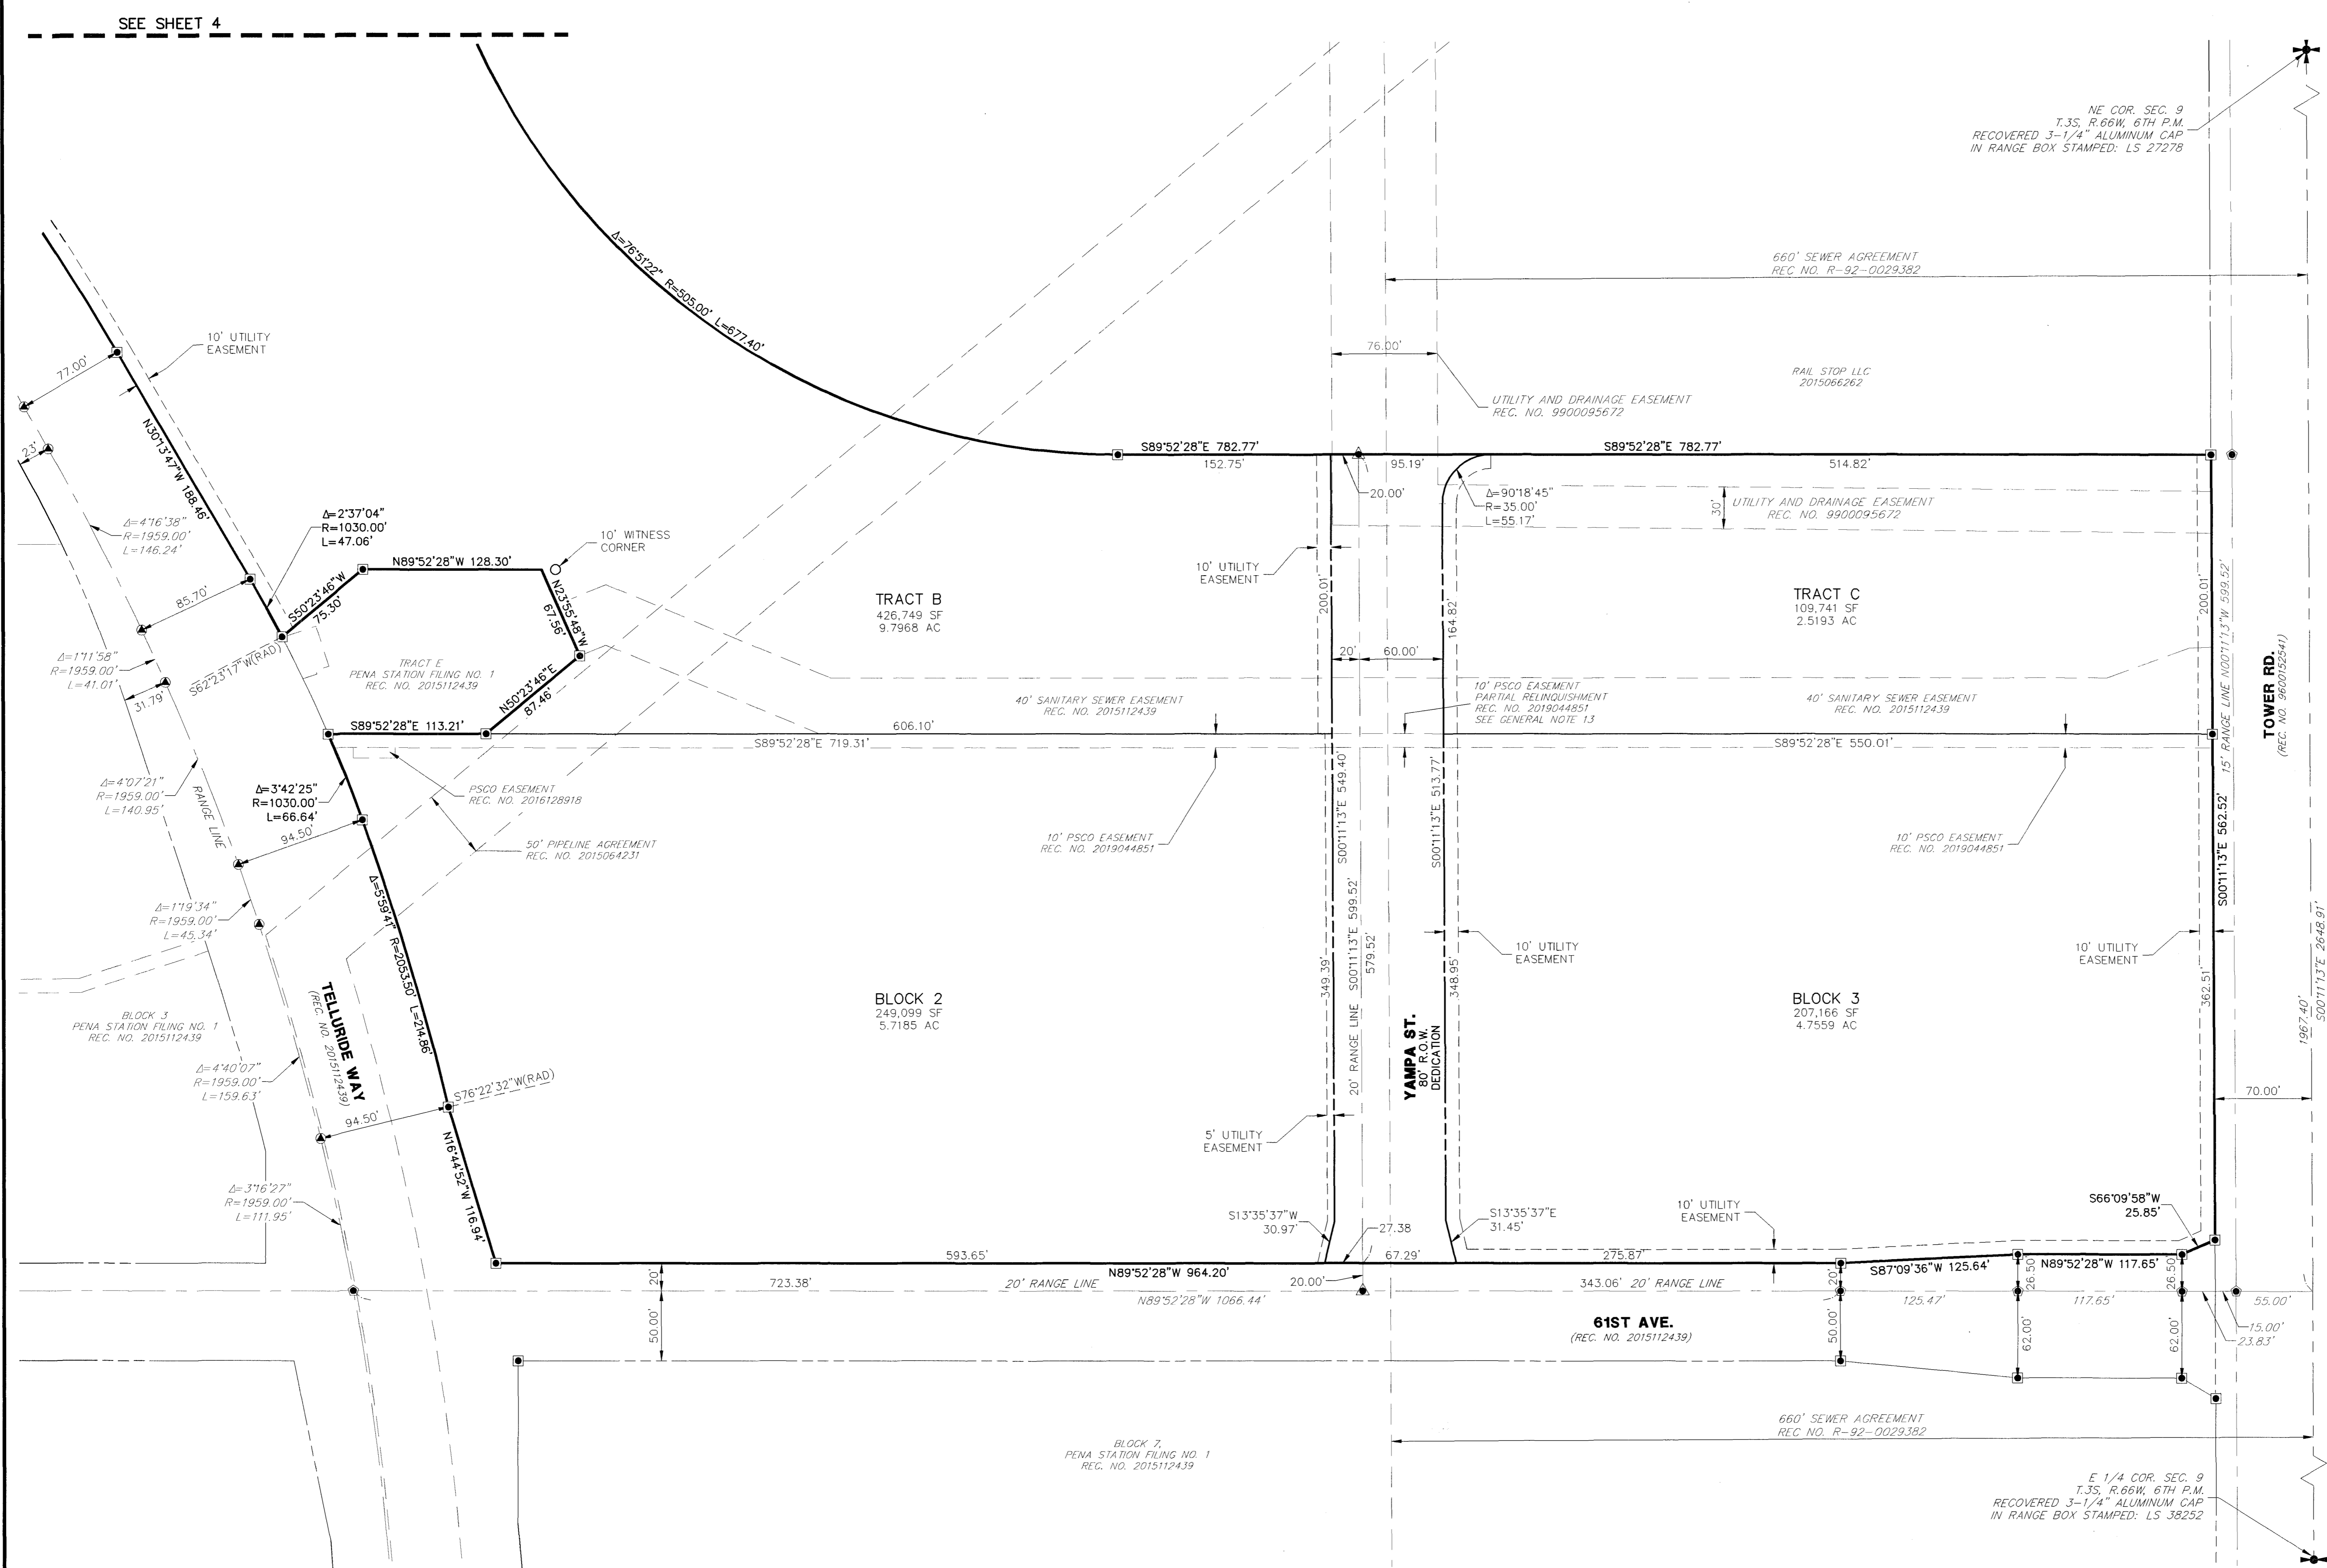 SEE SHEET 4
NE COR. SEC. 9
T.3S, R.66W, 6TH P.M.
RECOVERED 3-1/4" ALUMINUM CAP
IN RANGE BOX STAMPED: LS 27278
Δ=76°51'22" R=505.00' L=677.40'
660' SEWER AGREEMENT
REC NO. R-92-0029382
10' UTILITY
EASEMENT
77.00'
76.00'
RAIL STOP LLC
2015066262
UTILITY AND DRAINAGE EASEMENT
REC. NO. 9900095672
23'
N30°13'47"W 188.46'
S89°52'28"E 782.77'
152.75'
95.19'
S89°52'28"E 782.77'
514.82'
20.00'
Δ=90°18'45"
R=35.00'
L=55.17'
30'
UTILITY AND DRAINAGE EASEMENT
REC. NO. 9900095672
Δ=4°16'38"
R=1959.00'
L=146.24'
Δ=2°37'04"
R=1030.00'
L=47.06'
10' WITNESS
CORNER
N89°52'28"W 128.30'
85.70'
S50°23'46"W
75.30'
N23°55'48"W
67.56'
10' UTILITY
EASEMENT
200.01'
TRACT B
426,749 SF
9.7968 AC
164.82'
TRACT C
109,741 SF
2.5193 AC
200.01'
15' RANGE LINE N00°11'13"W 599.52'
TOWER RD.
(REC. NO. 9600152541)
Δ=1°11'58"
R=1959.00'
L=41.01'
S62°23'17"W(RAD)
31.79'
TRACT E
PENA STATION FILING NO. 1
REC. NO. 2015112439
N50°23'46"E
87.46'
20'
60.00'
40' SANITARY SEWER EASEMENT
REC. NO. 2015112439
10' PSCO EASEMENT
PARTIAL RELINQUISHMENT
REC. NO. 2019044851
SEE GENERAL NOTE 13
40' SANITARY SEWER EASEMENT
REC. NO. 2015112439
S89°52'28"E 113.21'
606.10'
S89°52'28"E 719.31'
S89°52'28"E 550.01'
Δ=4°07'21"
R=1959.00'
L=140.95'
RANGE LINE
Δ=3°42'25"
R=1030.00'
L=66.64'
94.50'
PSCO EASEMENT
REC. NO. 2016128918
50' PIPELINE AGREEMENT
REC. NO. 2015064231
10' PSCO EASEMENT
REC. NO. 2019044851
S00°11'13"E 549.40'
S00°11'13"E 513.77'
10' PSCO EASEMENT
REC. NO. 2019044851
S00°11'13"E 562.52'
Δ=1°19'34"
R=1959.00'
L=45.34'
Δ=5°59'41" R=2053.50' L=214.86'
349.39'
20' RANGE LINE S00°11'13"E 599.52'
579.52'
348.95'
10' UTILITY
EASEMENT
10' UTILITY
EASEMENT
362.51'
1967.40'
S00°11'13"E 2648.91'
BLOCK 3
PENA STATION FILING NO. 1
REC. NO. 2015112439
TELLURIDE WAY
(REC. NO. 2015112439)
BLOCK 2
249,099 SF
5.7185 AC
YAMPA ST.
80' R.O.W.
DEDICATION
BLOCK 3
207,166 SF
4.7559 AC
Δ=4°40'07"
R=1959.00'
L=159.63'
S76°22'32"W(RAD)
94.50'
70.00'
5' UTILITY
EASEMENT
N16°44'52"W 116.94'
Δ=3°16'27"
R=1959.00'
L=111.95'
S13°35'37"W
30.97'
27.38
S13°35'37"E
31.45'
10' UTILITY
EASEMENT
S66°09'58"W
25.85'
593.65'
67.29'
275.87'
N89°52'28"W 964.20'
S87°09'36"W 125.64'
N89°52'28"W 117.65'
20'
723.38'
20' RANGE LINE
20.00'
343.06' 20' RANGE LINE
20'
26.50'
26.50'
N89°52'28"W 1066.44'
125.47'
117.65'
55.00'
15.00'
23.83'
50.00'
61ST AVE.
(REC. NO. 2015112439)
50.00'
62.00'
62.00'
660' SEWER AGREEMENT
REC NO. R-92-0029382
BLOCK 7,
PENA STATION FILING NO. 1
REC. NO. 2015112439
E 1/4 COR. SEC. 9
T.3S, R.66W, 6TH P.M.
RECOVERED 3-1/4" ALUMINUM CAP
IN RANGE BOX STAMPED: LS 38252